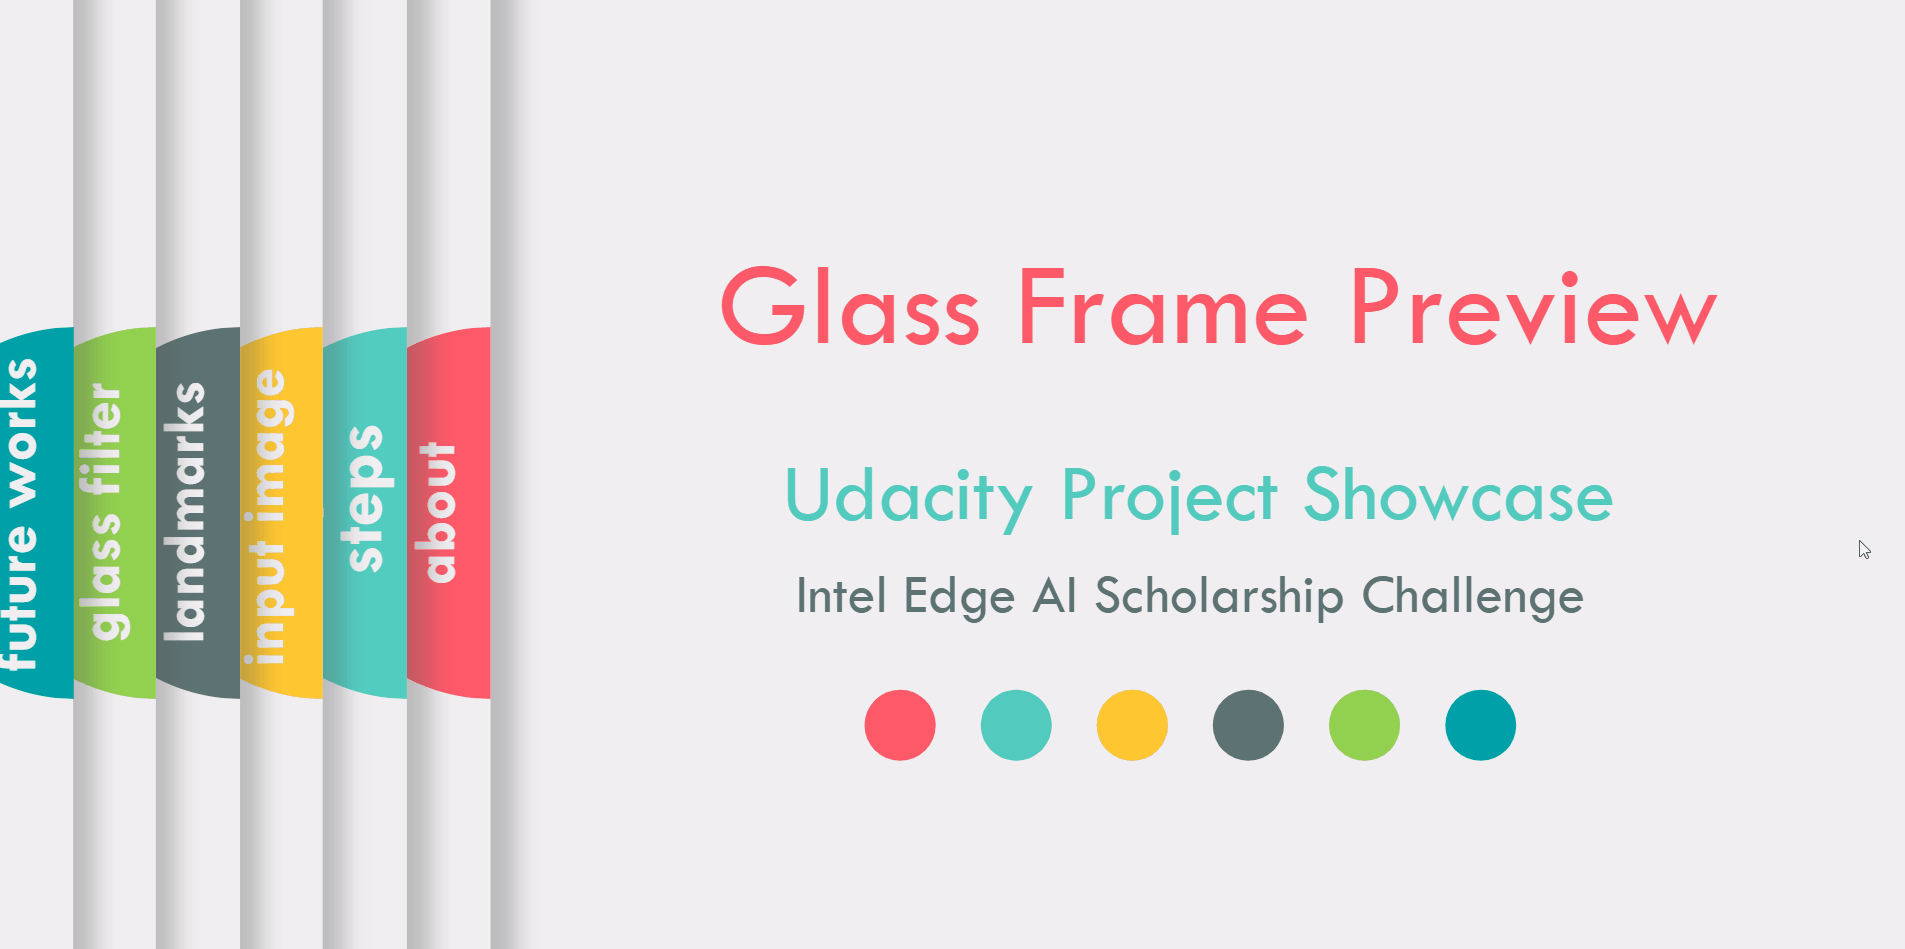 future works
glass filter
landmarks
input image
steps
about
Glass Frame Preview
Udacity Project Showcase
Intel Edge AI Scholarship Challenge